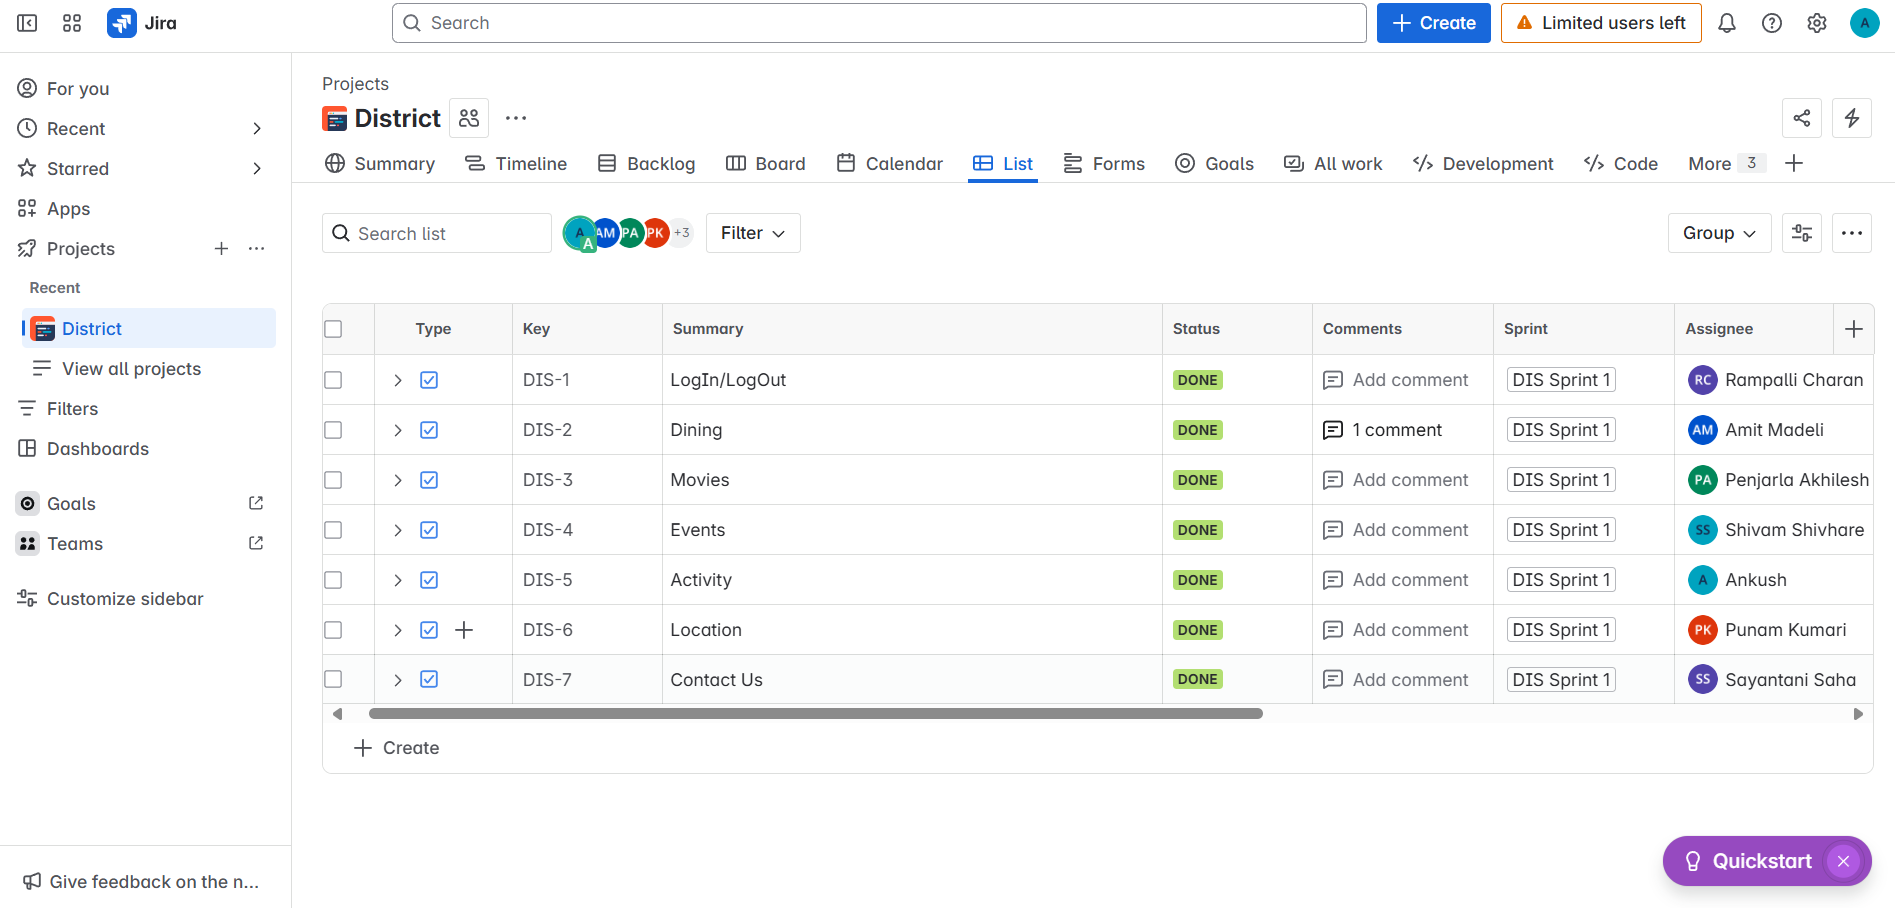 Jira
Search
Create
Limited users left
A
For you
Recent
Starred
Apps
Projects
Recent
District
View all projects
Filters
Dashboards
Goals
Teams
Customize sidebar
Give feedback on the n...
Projects
District
Summary Timeline Backlog Board Calendar List Forms Goals All work Development Code More 3
Search list
A A AM PA PK +3
Filter
Group
Type Key Summary Status Comments Sprint Assignee
DIS-1 LogIn/LogOut DONE Add comment DIS Sprint 1 RC Rampalli Charan
DIS-2 Dining DONE 1 comment DIS Sprint 1 AM Amit Madeli
DIS-3 Movies DONE Add comment DIS Sprint 1 PA Penjarla Akhilesh
DIS-4 Events DONE Add comment DIS Sprint 1 SS Shivam Shivhare
DIS-5 Activity DONE Add comment DIS Sprint 1 A Ankush
DIS-6 Location DONE Add comment DIS Sprint 1 PK Punam Kumari
DIS-7 Contact Us DONE Add comment DIS Sprint 1 SS Sayantani Saha
Create
Quickstart